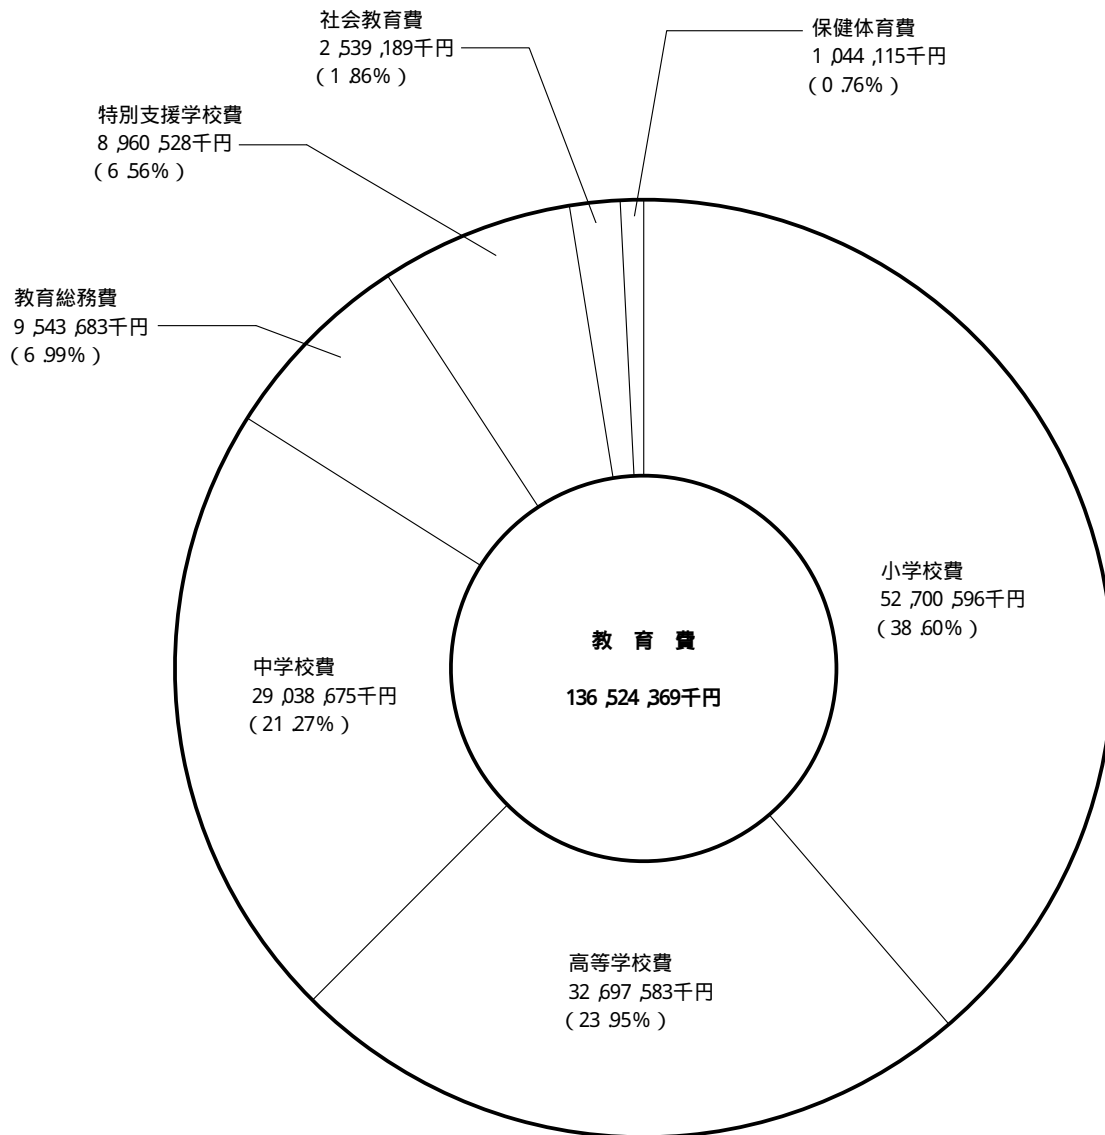 社会教育費
2,539,189千円
(1.86%)
保健体育費
1,044,115千円
(0.76%)
特別支援学校費
8,960,528千円
(6.56%)
教育総務費
9,543,683千円
(6.99%)
小学校費
52,700,596千円
(38.60%)
教育費
136,524,369千円
中学校費
29,038,675千円
(21.27%)
高等学校費
32,697,583千円
(23.95%)